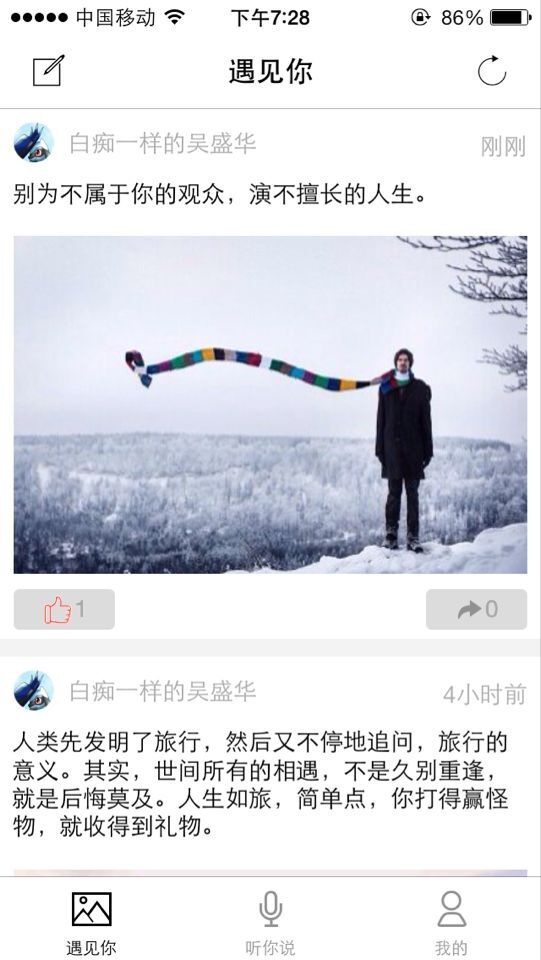 中国移动 下午7:28 86%
遇见你
白痴一样的吴盛华 刚刚
别为不属于你的观众，演不擅长的人生。
1 0
白痴一样的吴盛华 4小时前
人类先发明了旅行，然后又不停地追问，旅行的
意义。其实，世间所有的相遇，不是久别重逢，
就是后悔莫及。人生如旅，简单点，你打得赢怪
物，就收得到礼物。
遇见你 听你说 我的